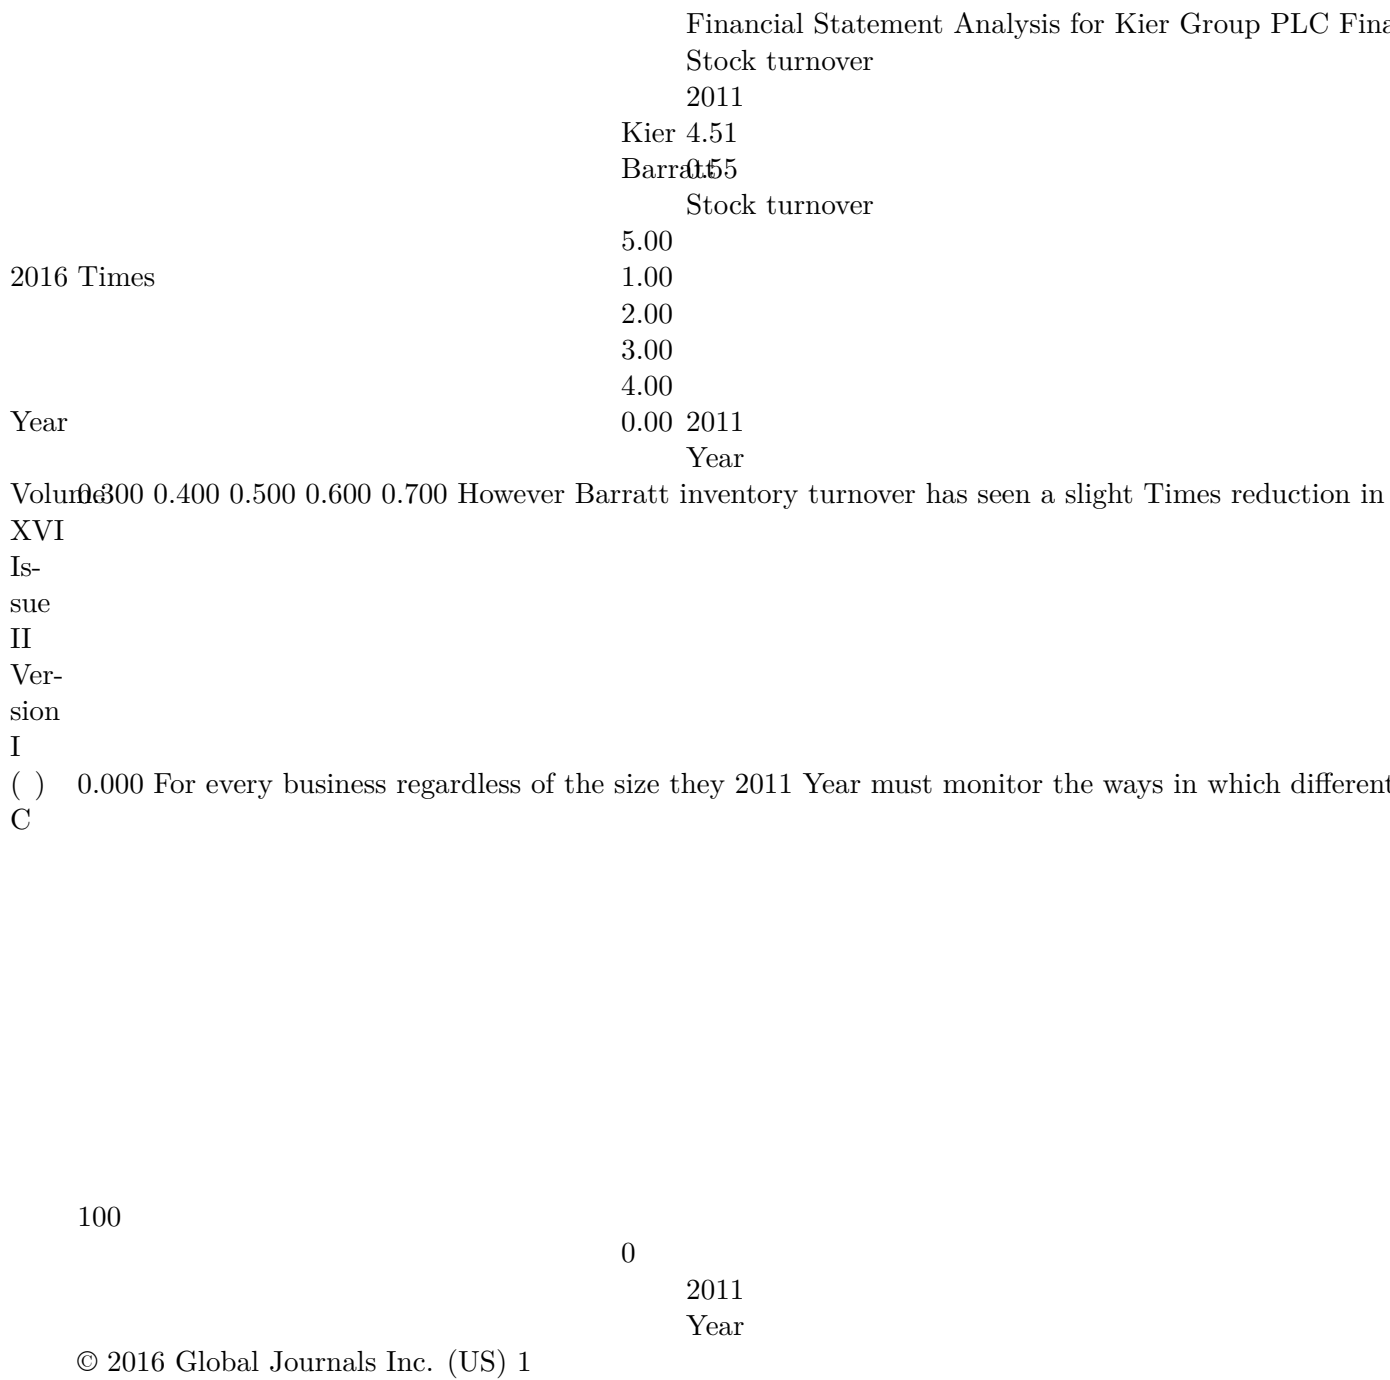 Financial Statement Analysis for Kier Group PLC Fina
Stock turnover
2011
Kier 4.51
Barratt 0.55
Stock turnover
5.00
2016 Times 1.00
2.00
3.00
4.00
Year 0.00 2011
Year
Volume 0.300 0.400 0.500 0.600 0.700 However Barratt inventory turnover has seen a slight Times reduction in
XVI
Is-
sue
II
Ver-
sion
I
( ) 0.000 For every business regardless of the size they 2011 Year must monitor the ways in which different
C
100
0
2011
Year
© 2016 Global Journals Inc. (US) 1